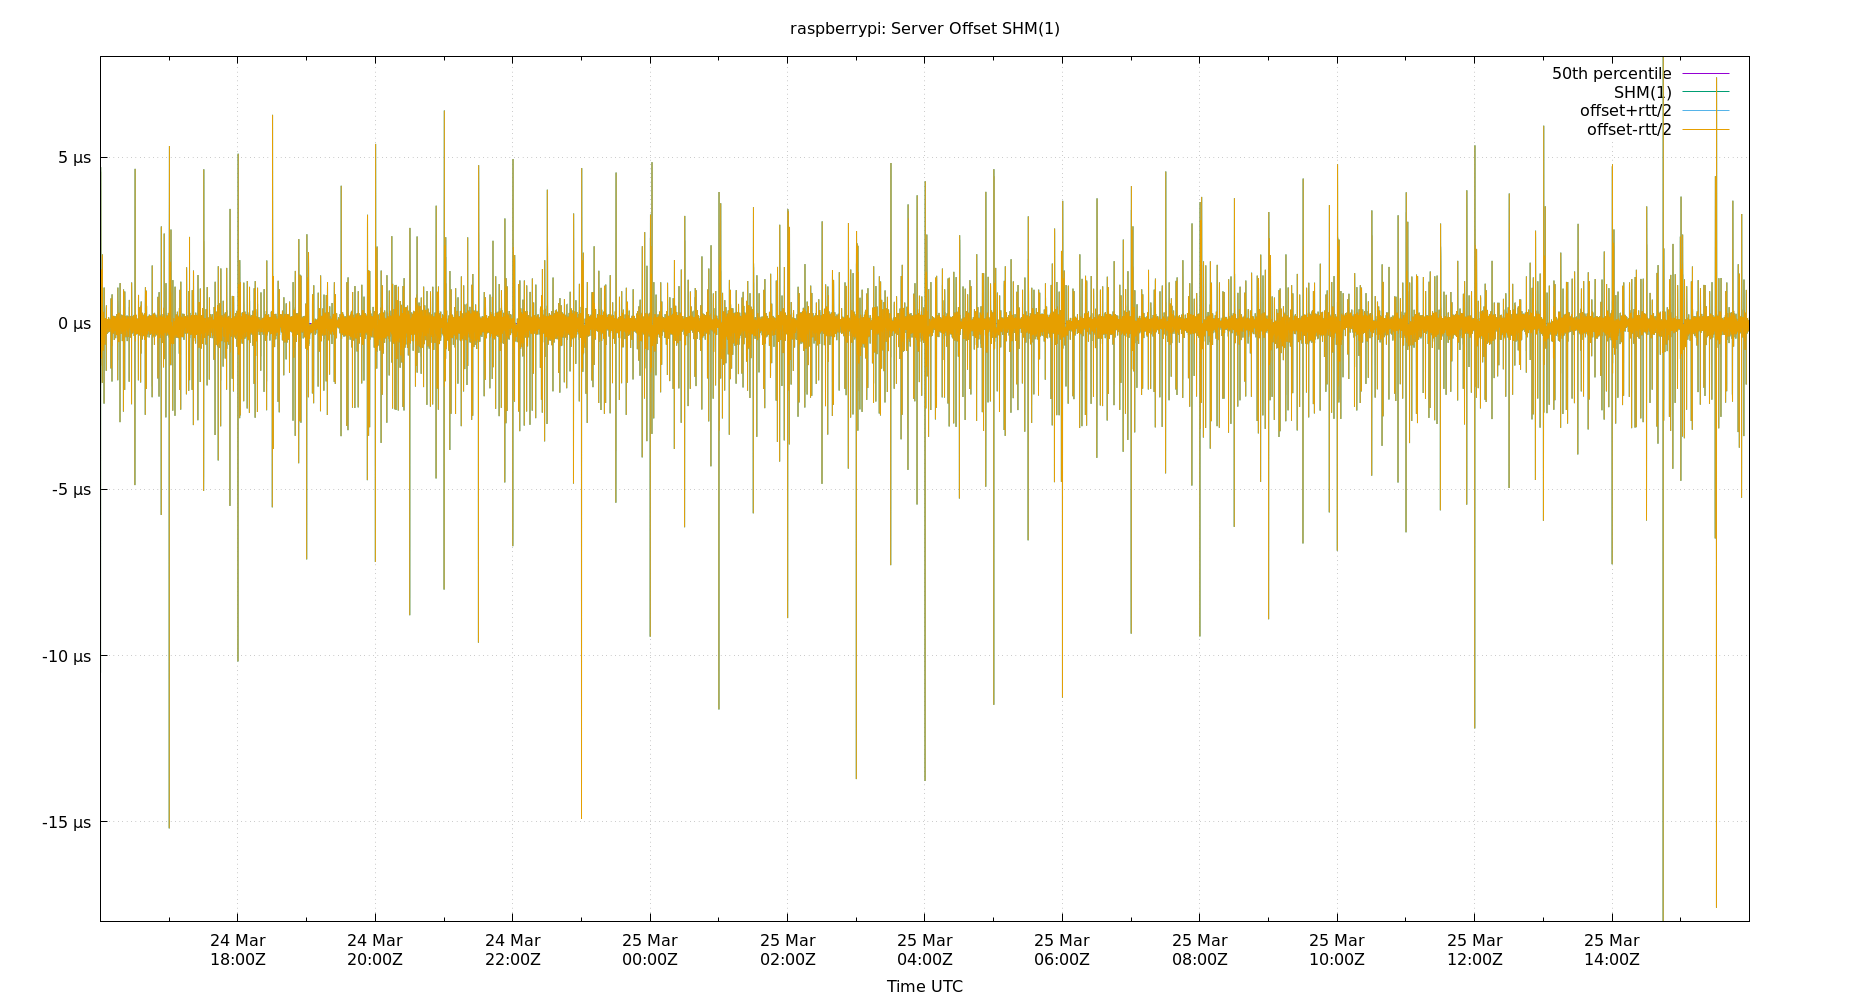 raspberrypi: Server Offset SHM(1)
50th percentile
SHM(1)
offset+rtt/2
offset-rtt/2
5 µs
0 µs
-5 µs
-10 µs
-15 µs
24 Mar 24 Mar 24 Mar 25 Mar 25 Mar 25 Mar 25 Mar 25 Mar 25 Mar 25 Mar 25 Mar
18:00Z 20:00Z 22:00Z 00:00Z 02:00Z 04:00Z 06:00Z 08:00Z 10:00Z 12:00Z 14:00Z
Time UTC